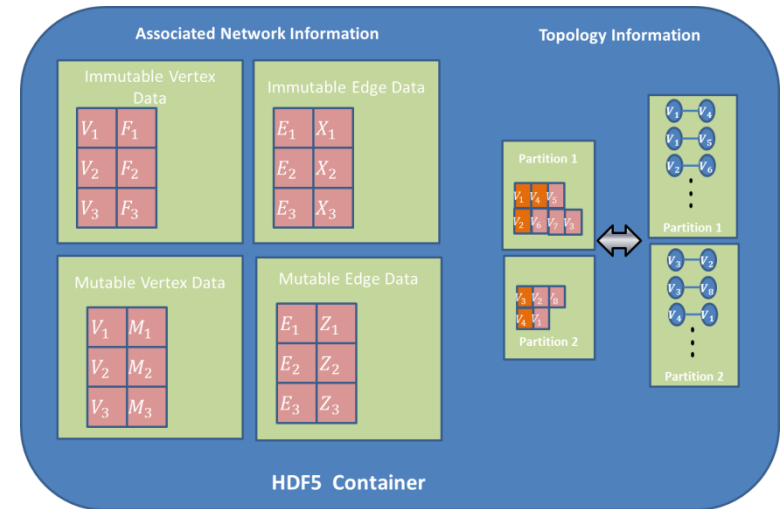 Associated Network Information
Immutable Vertex
Data
V₁ F₁
V₂ F₂
V₃ F₃
Immutable Edge Data
E₁ X₁
E₂ X₂
E₃ X₃
Mutable Vertex Data
V₁ M₁
V₂ M₂
V₃ M₃
Mutable Edge Data
E₁ Z₁
E₂ Z₂
E₃ Z₃
Topology Information
Partition 1
V₁ V₄ V₅
V₂ V₆ V₇ V₃
V₃ V₂ V₈
V₄ V₁
Partition 2
V₁ V₄
V₁ V₅
V₂ V₆
Partition 1
V₃ V₂
V₃ V₈
V₄ V₁
Partition 2
HDF5 Container